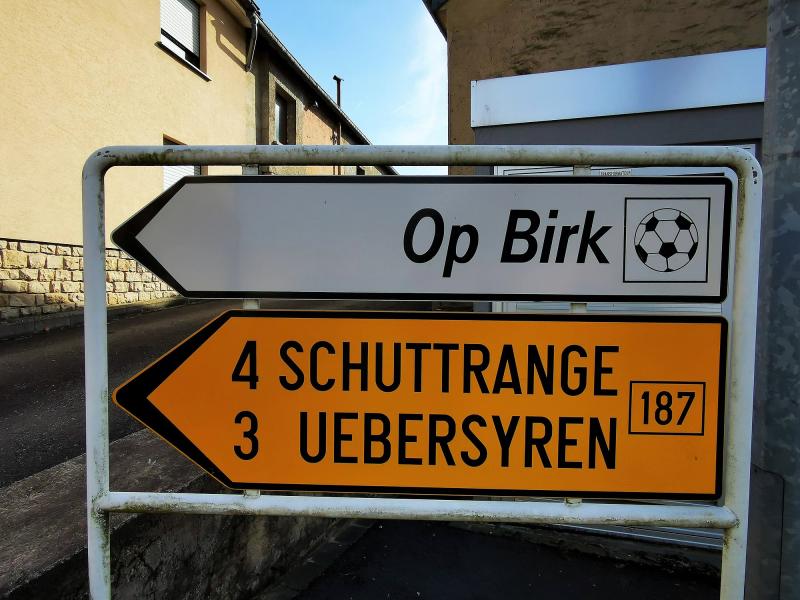 Op Birk
4 SCHUTTRANGE
3 UEBERSYREN
187